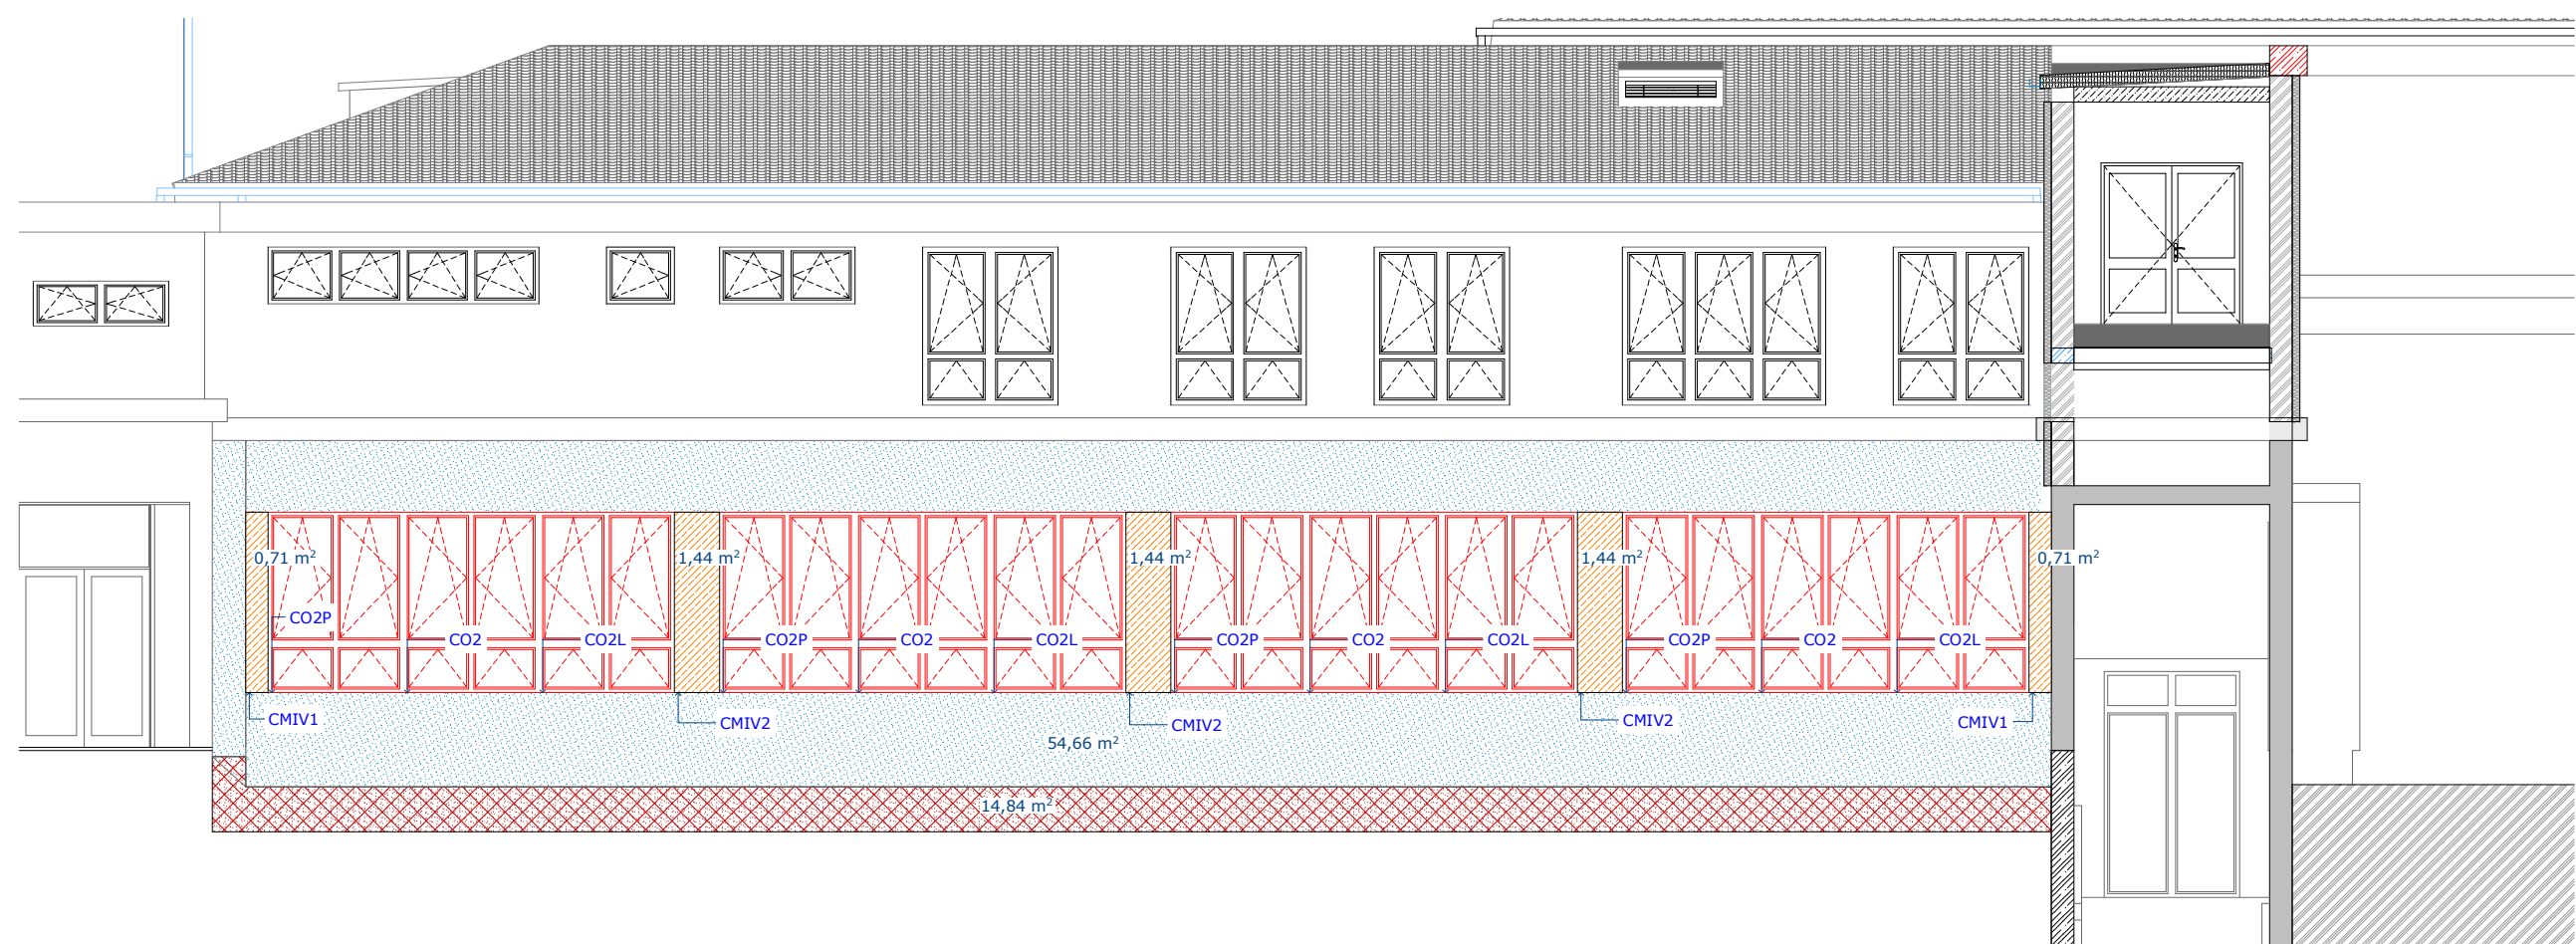 0,71 m²
1,44 m²
1,44 m²
1,44 m²
0,71 m²
CO2P
CO2
CO2L
CO2P
CO2
CO2L
CO2P
CO2
CO2L
CO2P
CO2
CO2L
CMIV1
CMIV2
CMIV2
CMIV2
CMIV1
54,66 m²
14,84 m²